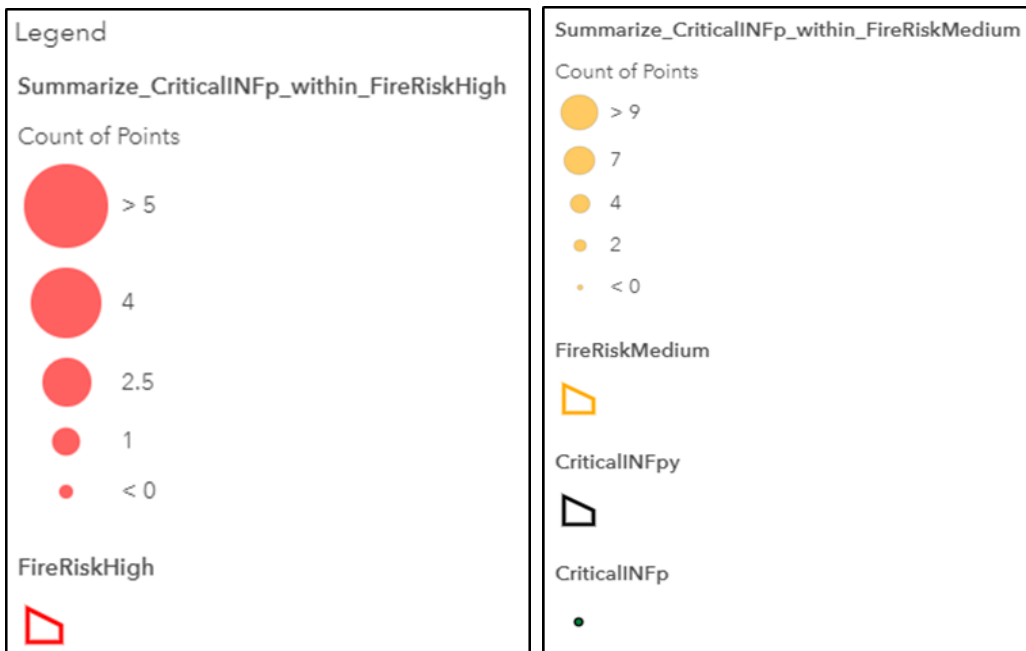 Legend
Summarize_CriticalINFp_within_FireRiskHigh
Count of Points
> 5
4
2.5
1
< 0
FireRiskHigh
Summarize_CriticalINFp_within_FireRiskMedium
Count of Points
> 9
7
4
2
< 0
FireRiskMedium
CriticalINFpy
CriticalINFp